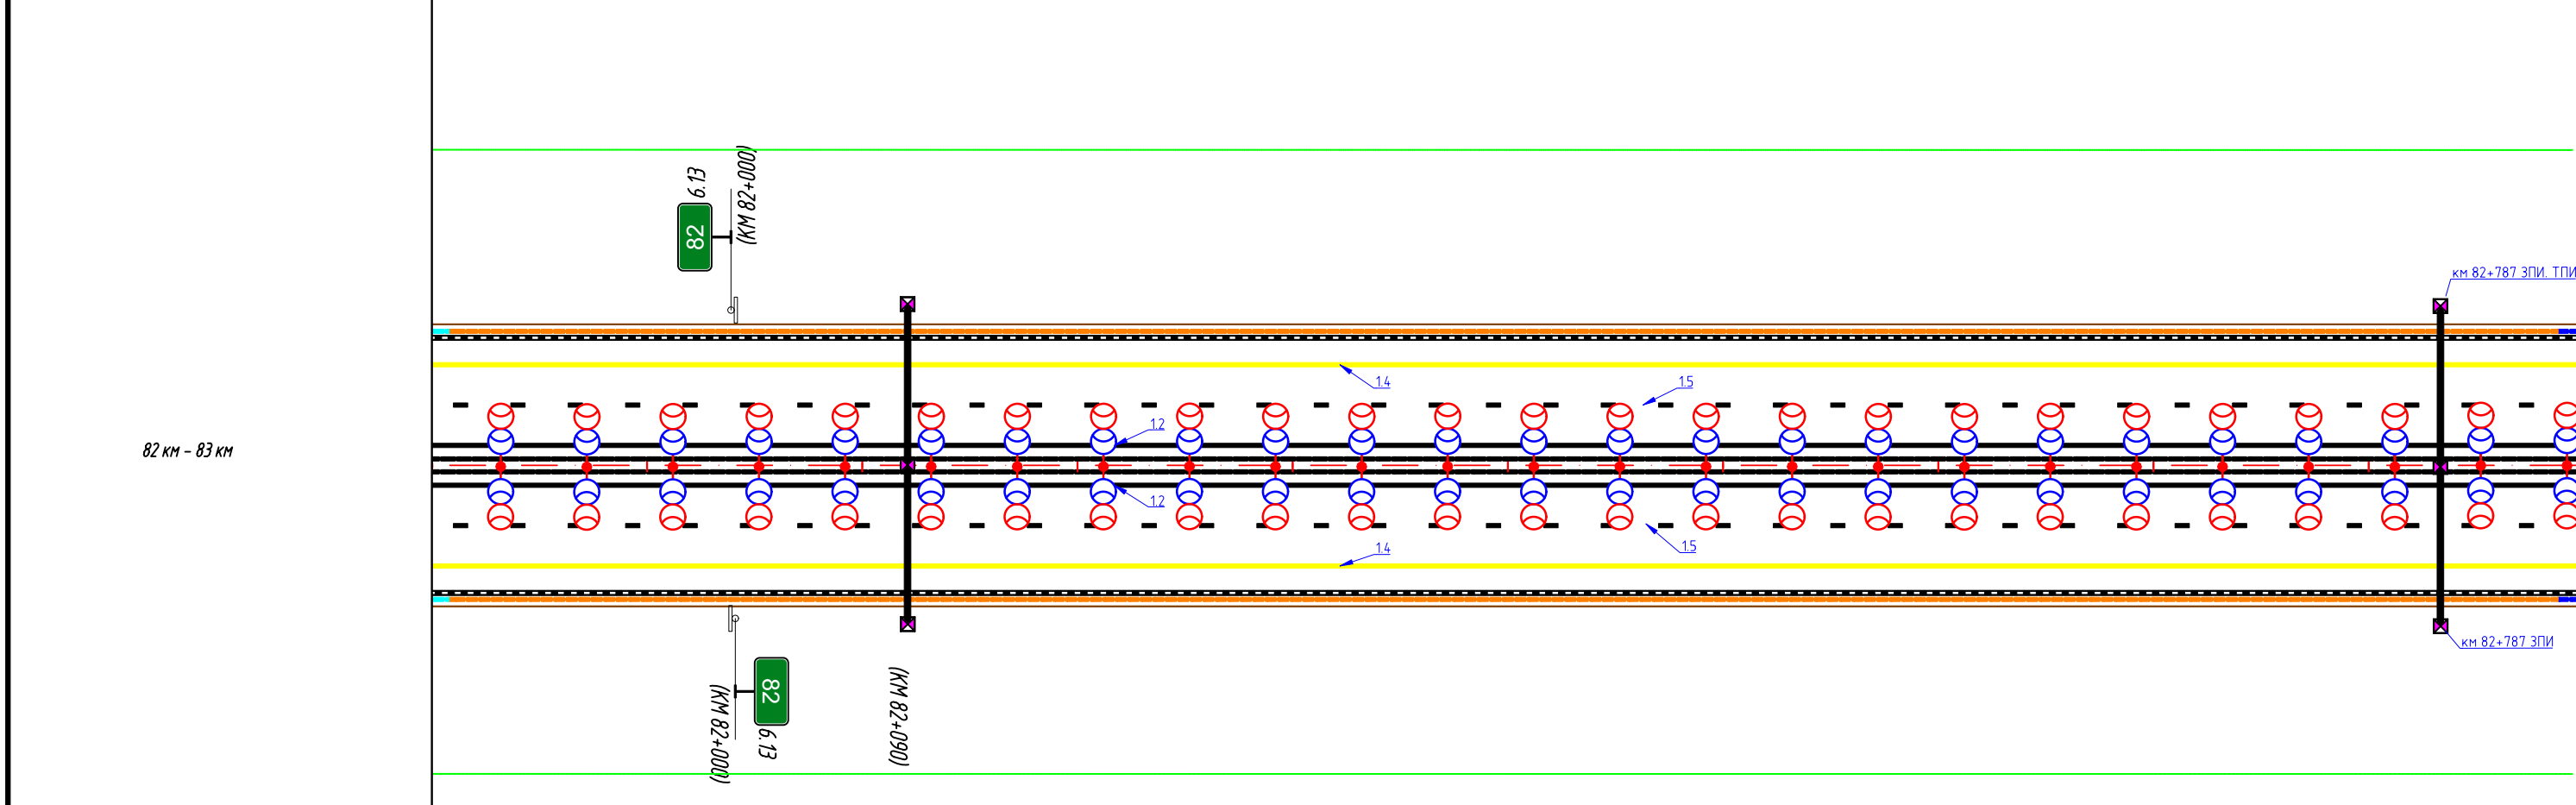 82 км – 83 км
6.13
82
(КМ 82+000)
км 82+787 ЗПИ. ТПИ
1.4
1.5
1.2
1.2
1.4
1.5
км 82+787 ЗПИ
82
6.13
(КМ 82+000)
(КМ 82+090)